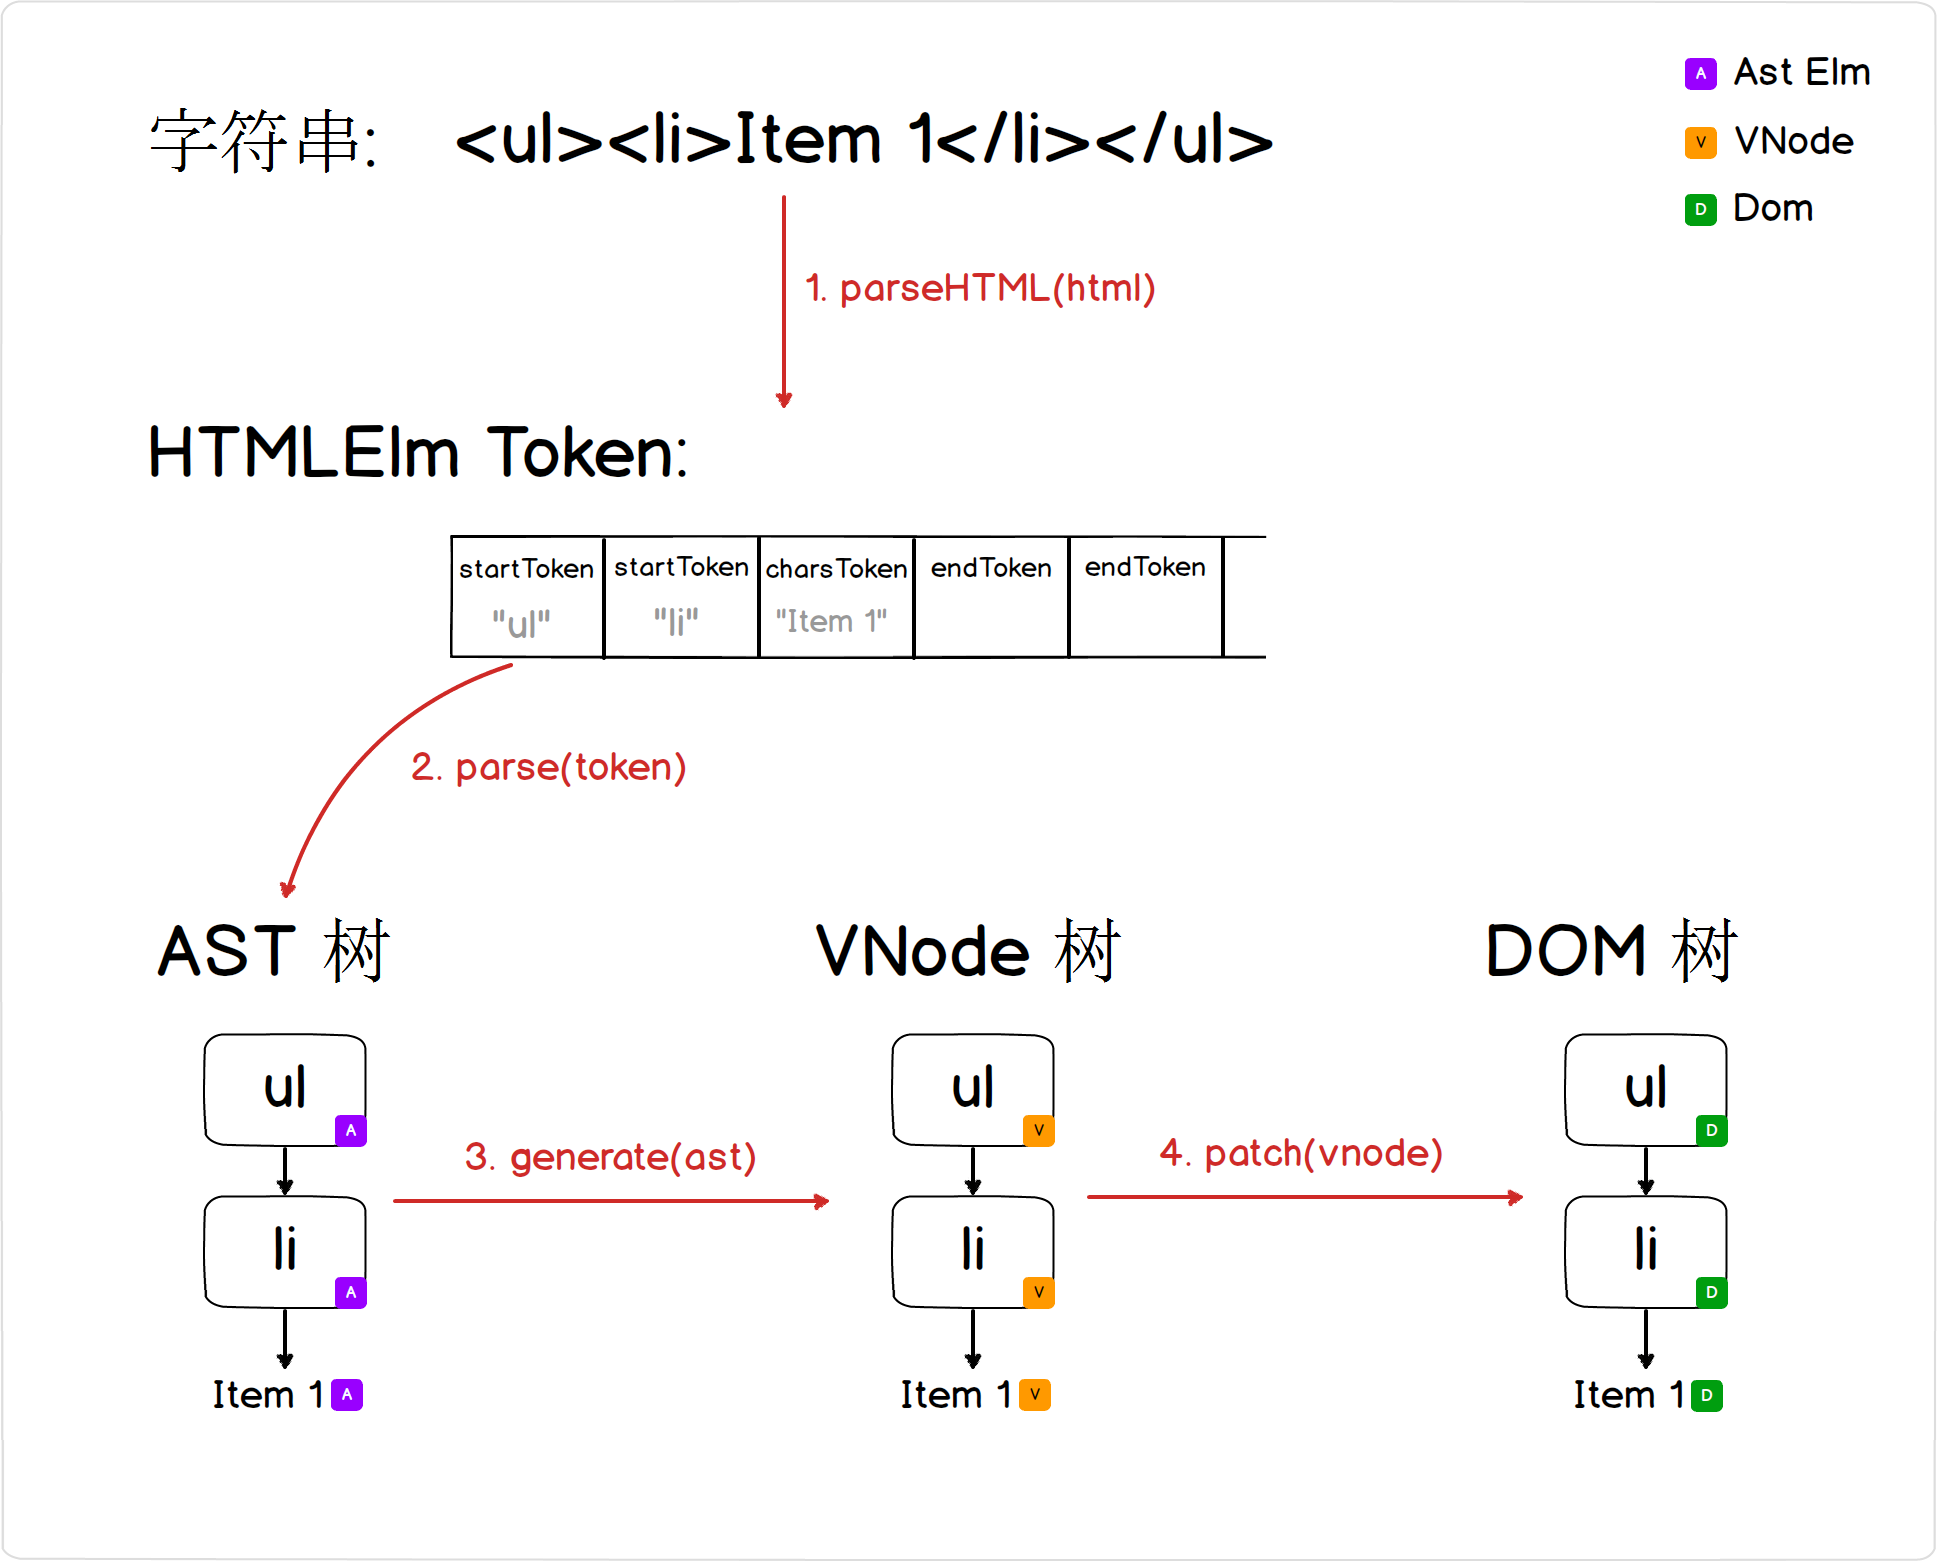 字符串: <ul><li>Item 1</li></ul>
A Ast Elm
V VNode
D Dom
1. parseHTML(html)
HTMLElm Token:
startToken startToken charsToken endToken endToken
"ul" "li" "Item 1"
2. parse(token)
AST 树 VNode 树 DOM 树
ul A ul V ul D
3. generate(ast) 4. patch(vnode)
li A li V li D
Item 1 A Item 1 V Item 1 D